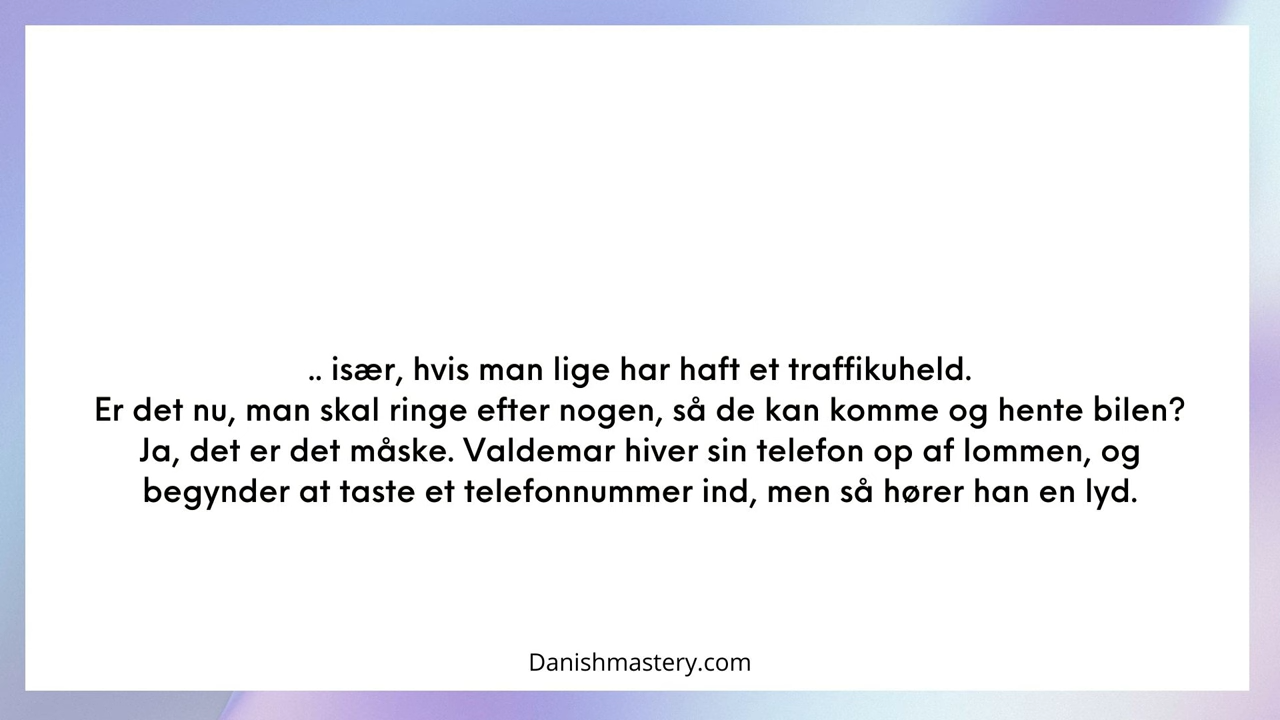 .. især, hvis man lige har haft et traffikuheld.
Er det nu, man skal ringe efter nogen, så de kan komme og hente bilen?
Ja, det er det måske. Valdemar hiver sin telefon op af lommen, og
begynder at taste et telefonnummer ind, men så hører han en lyd.
Danishmastery.com